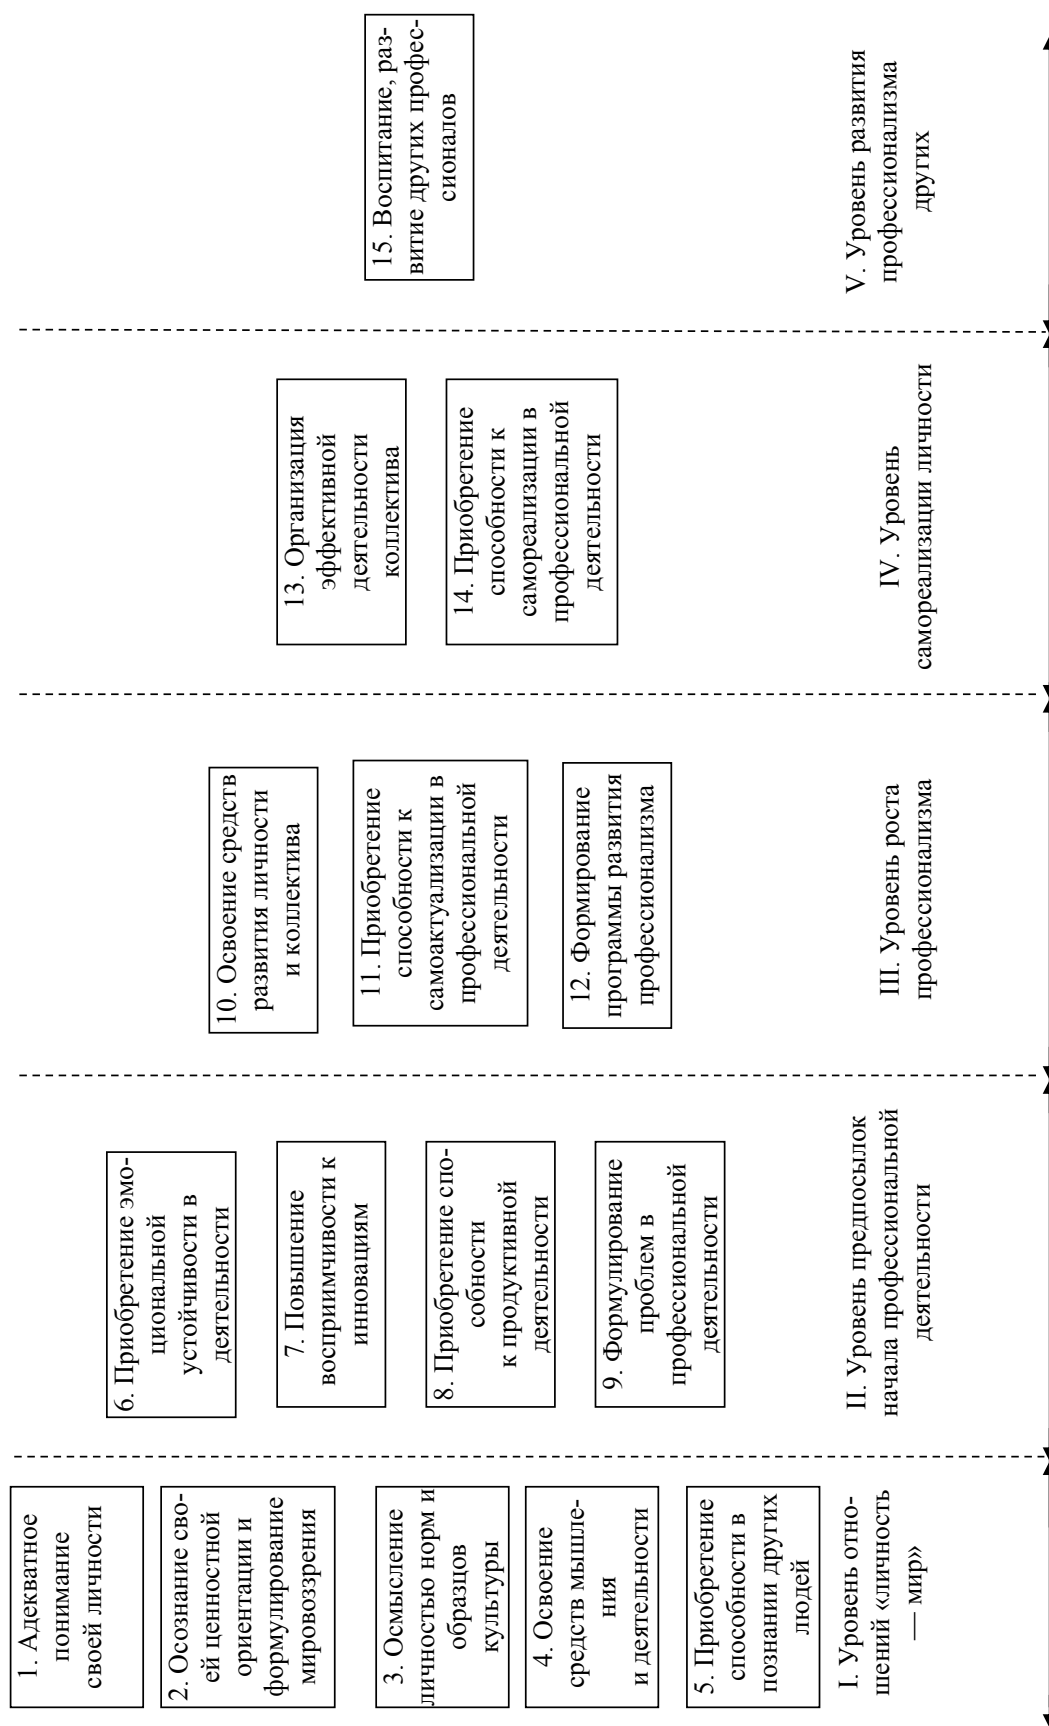 1. Адекватное
понимание
своей личности
2. Осознание сво-
ей ценностной
ориентации и
формулирование
мировоззрения
3. Осмысление
личностью норм и
образцов
культуры
4. Освоение
средств мышле-
ния
и деятельности
5. Приобретение
способности в
познании других
людей
I. Уровень отно-
шений «личность
— мир»
6. Приобретение эмо-
циональной
устойчивости в
деятельности
7. Повышение
восприимчивости к
инновациям
8. Приобретение спо-
собности
к продуктивной
деятельности
9. Формулирование
проблем в
профессиональной
деятельности
II. Уровень предпосылок
начала профессиональной
деятельности
10. Освоение средств
развития личности
и коллектива
11. Приобретение
способности к
самоактуализации в
профессиональной
деятельности
12. Формирование
программы развития
профессионализма
III. Уровень роста
профессионализма
13. Организация
эффективной
деятельности
коллектива
14. Приобретение
способности к
самореализации в
профессиональной
деятельности
IV. Уровень
самореализации личности
15. Воспитание, раз-
витие других профес-
сионалов
V. Уровень развития
профессионализма
других